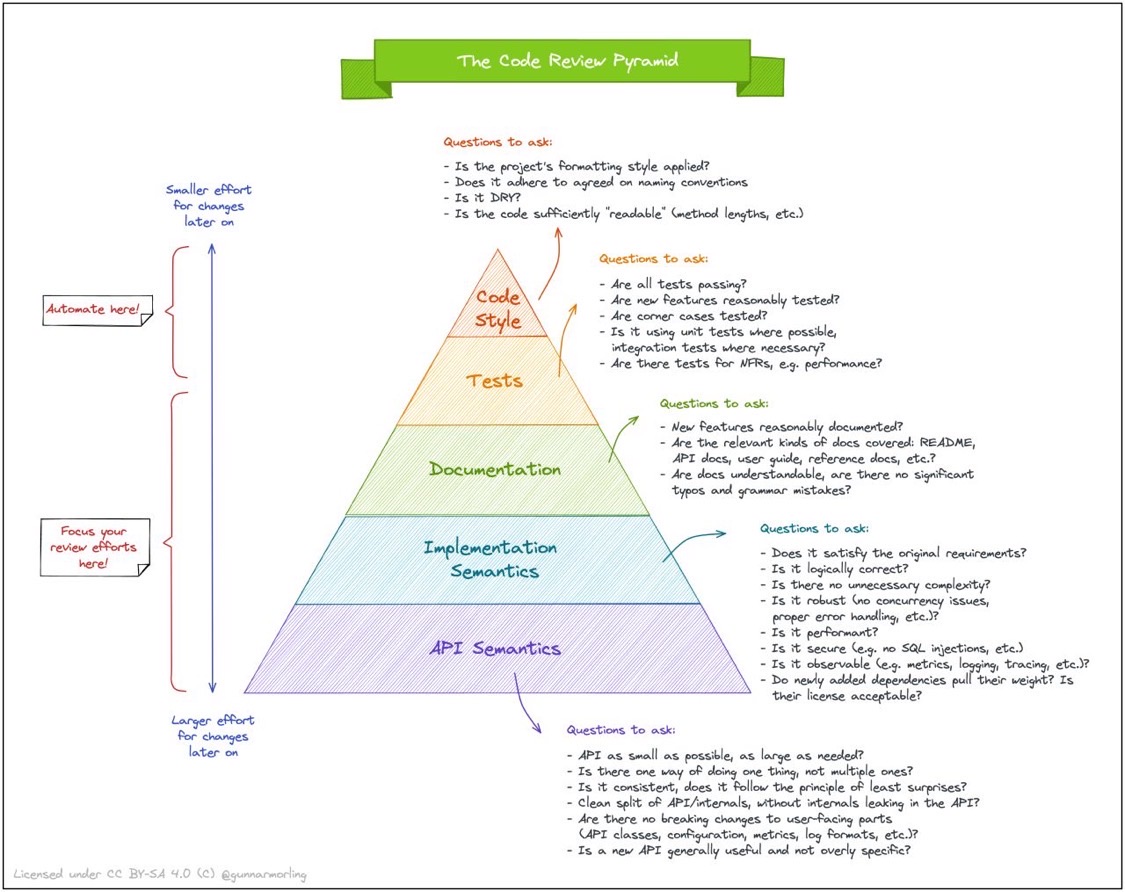 The Code Review Pyramid
Questions to ask:
- Is the project's formatting style applied?
- Does it adhere to agreed on naming conventions
- Is it DRY?
- Is the code sufficiently "readable" (method lengths, etc.)
Smaller effort
for changes
later on
Automate here!
Code
Style
Questions to ask:
- Are all tests passing?
- Are new features reasonably tested?
- Are corner cases tested?
- Is it using unit tests where possible,
integration tests where necessary?
- Are there tests for NFRs, e.g. performance?
Tests
Questions to ask:
- New features reasonably documented?
- Are the relevant kinds of docs covered: README,
API docs, user guide, reference docs, etc.?
- Are docs understandable, are there no significant
typos and grammar mistakes?
Documentation
Focus your
review efforts
here!
Implementation
Semantics
Questions to ask:
- Does it satisfy the original requirements?
- Is it logically correct?
- Is there no unnecessary complexity?
- Is it robust (no concurrency issues,
proper error handling, etc.)?
- Is it performant?
- Is it secure (e.g. no SQL injections, etc.)
- Is it observable (e.g. metrics, logging, tracing, etc.)?
- Do newly added dependencies pull their weight? Is
their license acceptable?
API Semantics
Larger effort
for changes
later on
Questions to ask:
- API as small as possible, as large as needed?
- Is there one way of doing one thing, not multiple ones?
- Is it consistent, does it follow the principle of least surprises?
- Clean split of API/internals, without internals leaking in the API?
- Are there no breaking changes to user-facing parts
(API classes, configuration, metrics, log formats, etc.)?
- Is a new API generally useful and not overly specific?
Licensed under CC BY-SA 4.0 (C) @gunnarmorling